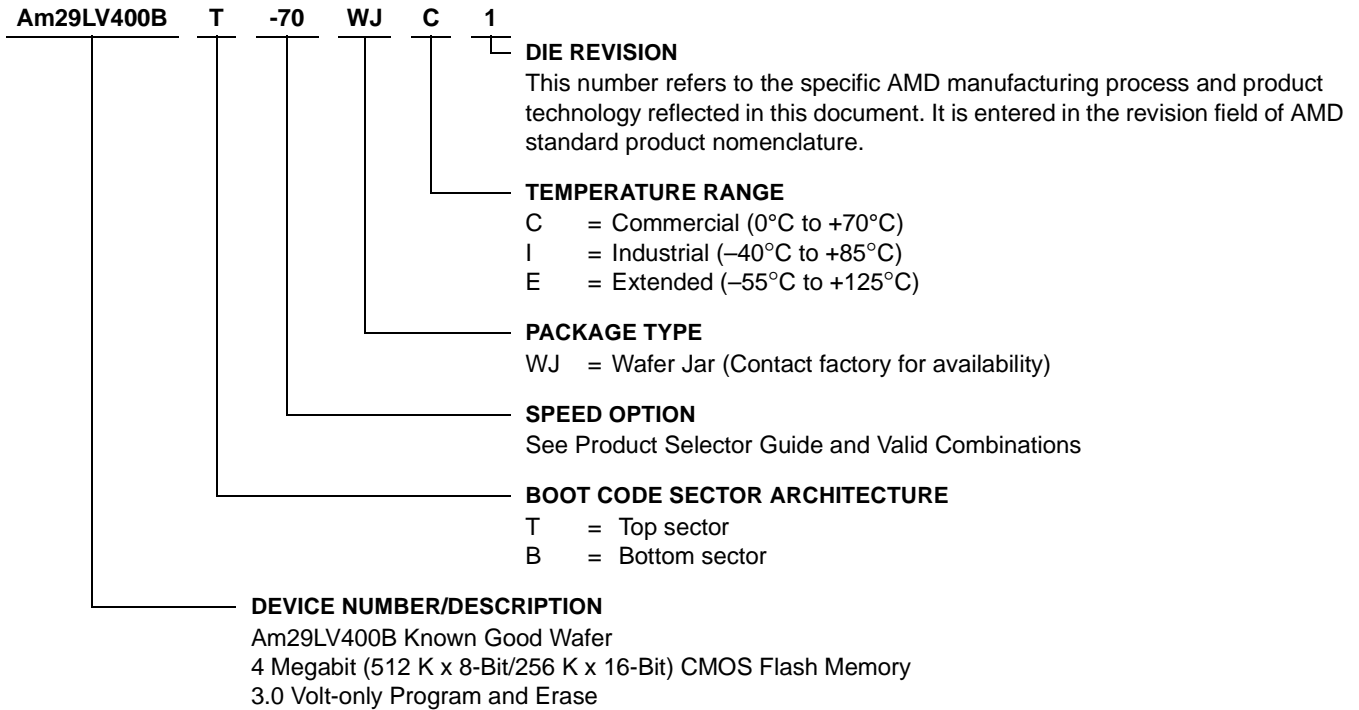 Am29LV400B T -70 WJ C 1
DIE REVISION
This number refers to the specific AMD manufacturing process and product
technology reflected in this document. It is entered in the revision field of AMD
standard product nomenclature.
TEMPERATURE RANGE
C = Commercial (0°C to +70°C)
I = Industrial (–40°C to +85°C)
E = Extended (–55°C to +125°C)
PACKAGE TYPE
WJ = Wafer Jar (Contact factory for availability)
SPEED OPTION
See Product Selector Guide and Valid Combinations
BOOT CODE SECTOR ARCHITECTURE
T = Top sector
B = Bottom sector
DEVICE NUMBER/DESCRIPTION
Am29LV400B Known Good Wafer
4 Megabit (512 K x 8-Bit/256 K x 16-Bit) CMOS Flash Memory
3.0 Volt-only Program and Erase